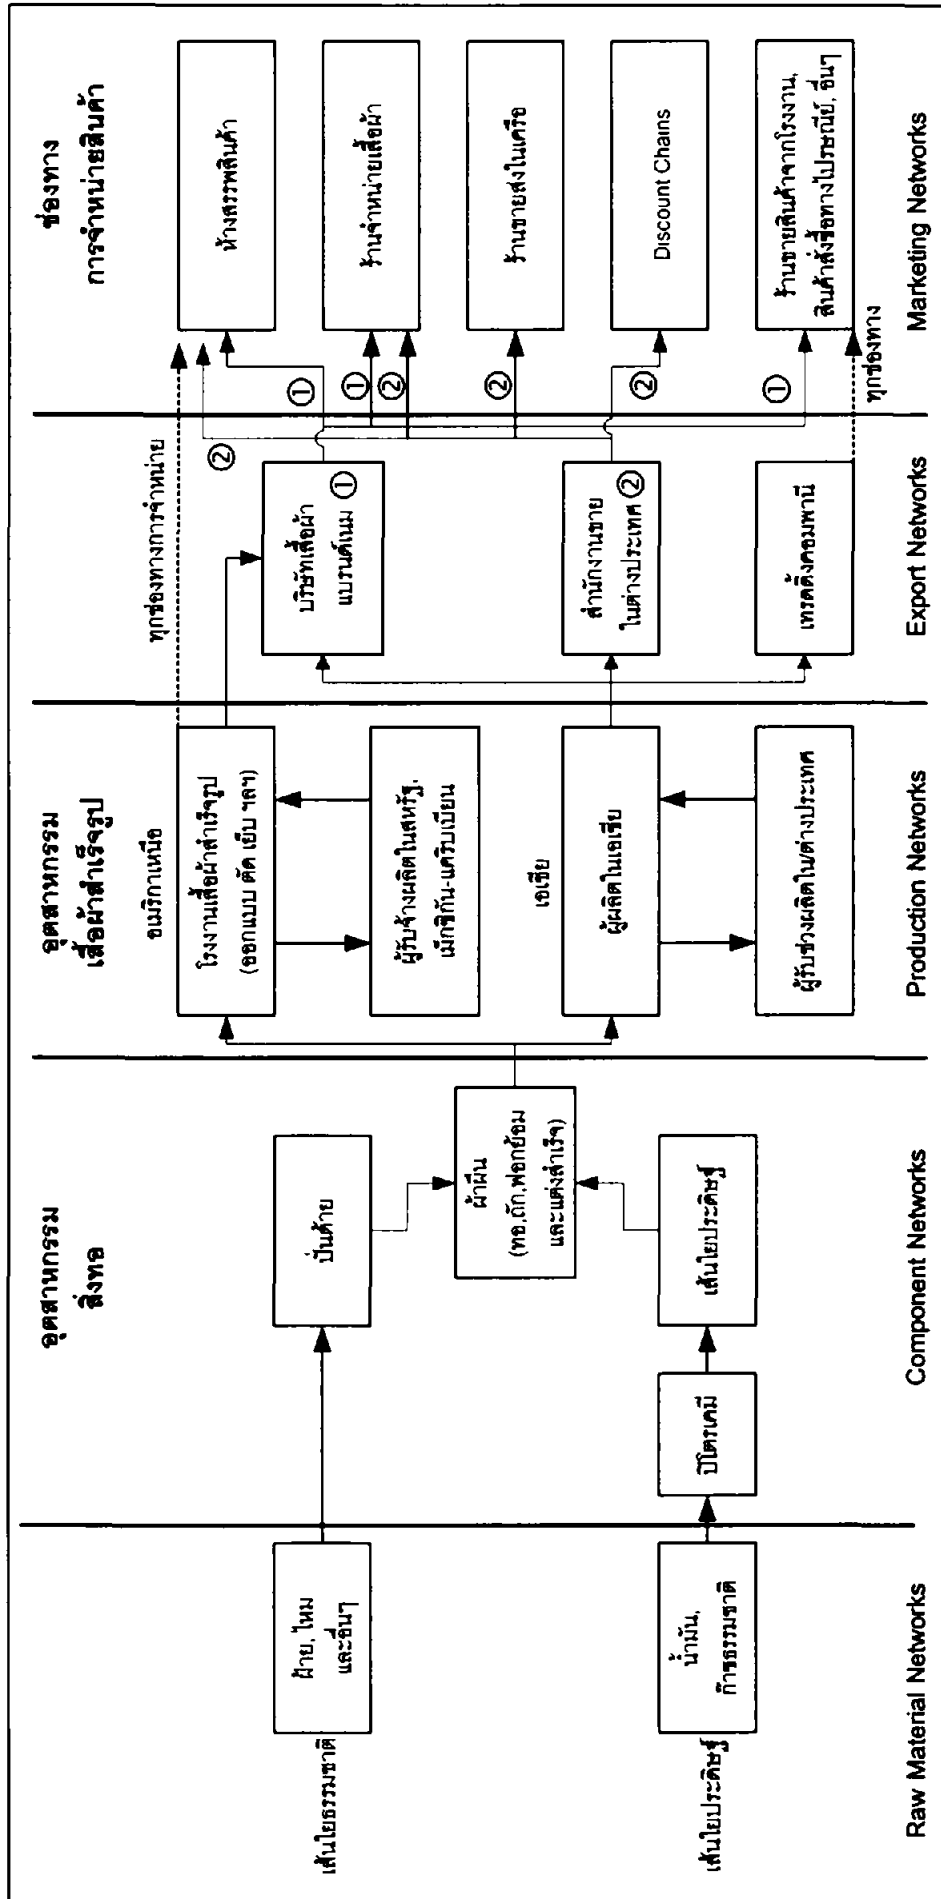 อุตสาหกรรม
สิ่งทอ
อุตสาหกรรม
เสื้อผ้าสำเร็จรูป
ช่องทาง
การจำหน่ายสินค้า
เส้นใยธรรมชาติ
ฝ้าย, ไหม
และอื่นๆ
เส้นใยประดิษฐ์
น้ำมัน,
ก๊าซธรรมชาติ
ปั่นด้าย
ผ้าผืน
(ทอ,ถัก,ฟอกย้อม
และแต่งสำเร็จ)
ปิโตรเคมี
เส้นใยประดิษฐ์
อเมริกาเหนือ
โรงงานเสื้อผ้าสำเร็จรูป
(ออกแบบ ตัด เย็บ ฯลฯ)
ผู้รับจ้างผลิตในสหรัฐ,
เม็กซิกัน-แคริบเบียน
เอเชีย
ผู้ผลิตในเอเชีย
ผู้รับช่วงผลิตใน/ต่างประเทศ
ทุกช่องทางการจำหน่าย
②
บริษัทเสื้อผ้า
แบรนด์เนม ①
สำนักงานขาย
ในต่างประเทศ ②
เทรดดิ้งคอมพานี
①
①
②
②
②
①
ทุกช่องทาง
ห้างสรรพสินค้า
ร้านจำหน่ายเสื้อผ้า
ร้านขายส่งในเครือ
Discount Chains
ร้านขายสินค้าจากโรงงาน,
สินค้าสั่งซื้อทางไปรษณีย์, อื่นๆ
Raw Material Networks
Component Networks
Production Networks
Export Networks
Marketing Networks